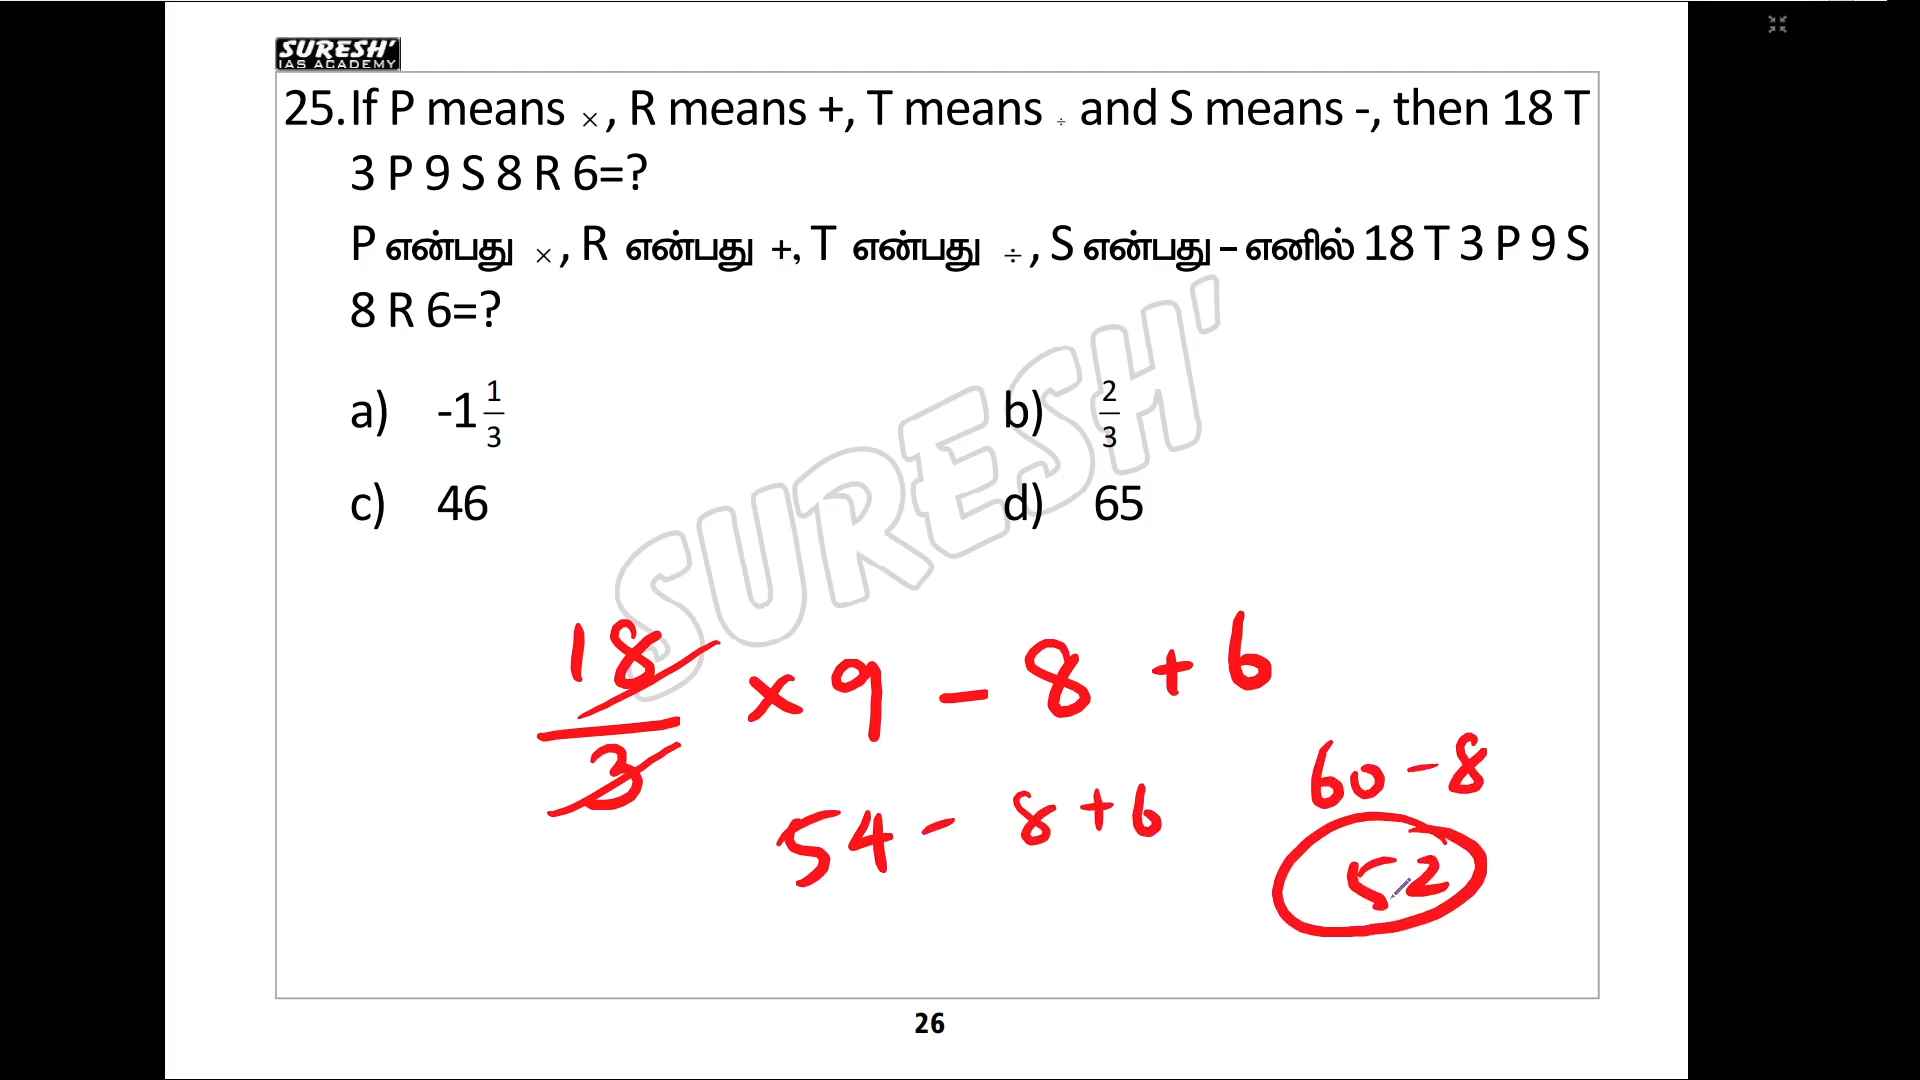 SURESH'
IAS ACADEMY
25. If P means ×, R means +, T means ÷ and S means -, then 18 T
3 P 9 S 8 R 6=?
P என்பது ×, R என்பது +, T என்பது ÷, S என்பது – எனில் 18 T 3 P 9 S
8 R 6=?
a) -1 1/3 b) 2/3
c) 46 d) 65
SURESH'
18/3 × 9 - 8 + 6
60 - 8
54 - 8 + 6
52
26